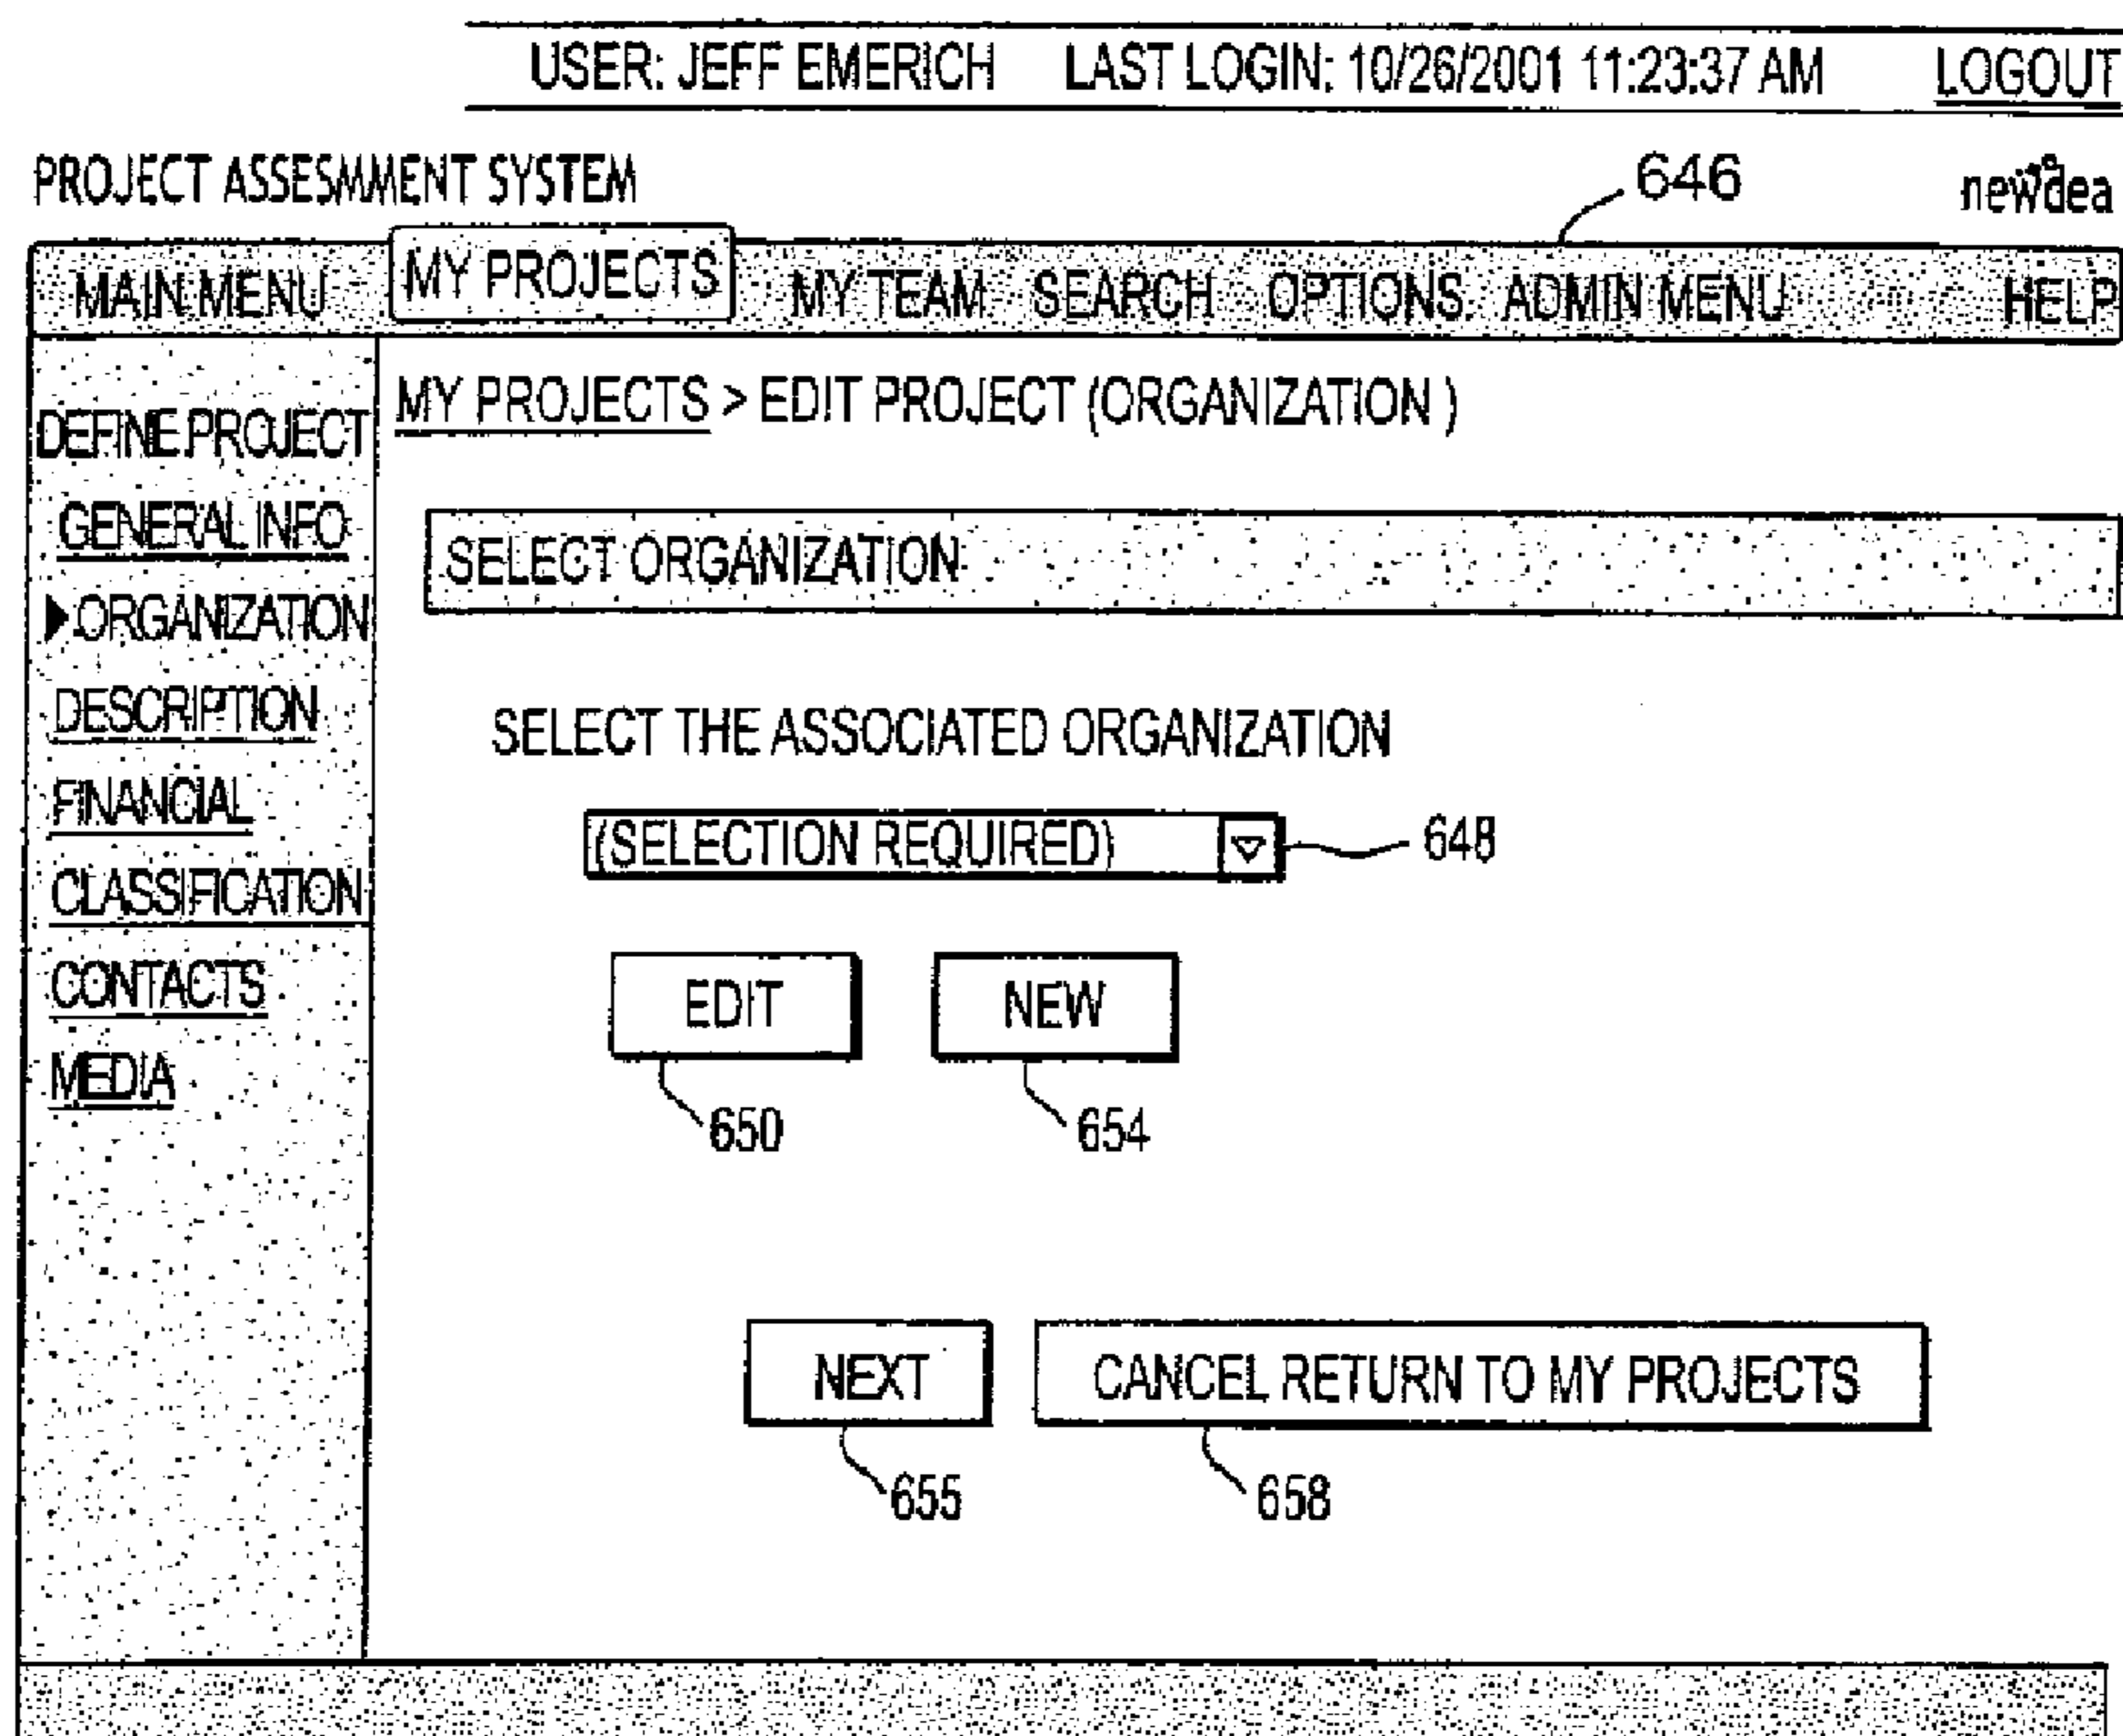 USER: JEFF EMERICH LAST LOGIN: 10/26/2001 11:23:37 AM LOGOUT
PROJECT ASSESMMENT SYSTEM 646 newdea
MAIN MENU MY PROJECTS MY TEAM SEARCH OPTIONS ADMIN MENU HELP
DEFINE PROJECT
GENERAL INFO
ORGANIZATION
DESCRIPTION
FINANCIAL
CLASSIFICATION
CONTACTS
MEDIA
MY PROJECTS > EDIT PROJECT (ORGANIZATION )
SELECT ORGANIZATION
SELECT THE ASSOCIATED ORGANIZATION
(SELECTION REQUIRED) 648
EDIT NEW
650 654
NEXT CANCEL RETURN TO MY PROJECTS
655 658